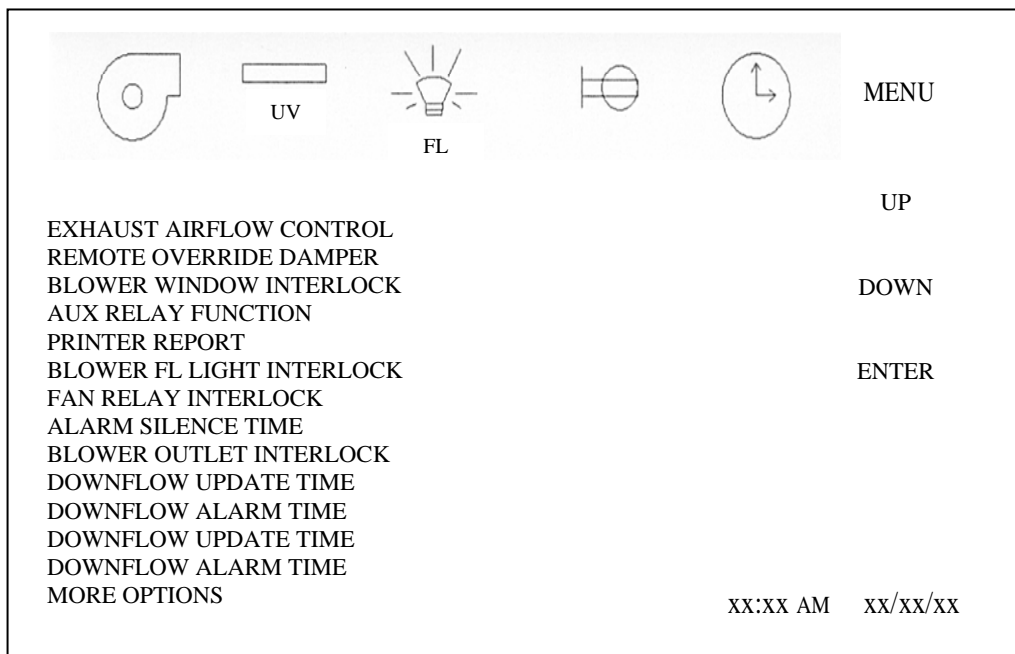 UV
FL
MENU
UP
EXHAUST AIRFLOW CONTROL
REMOTE OVERRIDE DAMPER
BLOWER WINDOW INTERLOCK
DOWN
AUX RELAY FUNCTION
PRINTER REPORT
BLOWER FL LIGHT INTERLOCK
ENTER
FAN RELAY INTERLOCK
ALARM SILENCE TIME
BLOWER OUTLET INTERLOCK
DOWNFLOW UPDATE TIME
DOWNFLOW ALARM TIME
DOWNFLOW UPDATE TIME
DOWNFLOW ALARM TIME
MORE OPTIONS
xx:xx AM xx/xx/xx